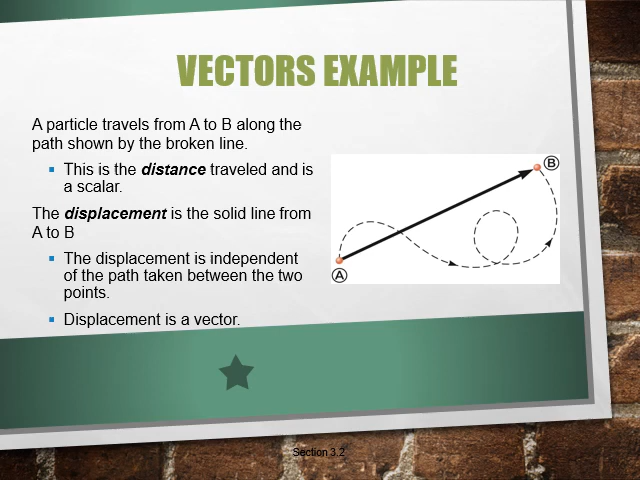 VECTORS EXAMPLE
A particle travels from A to B along the
path shown by the broken line.
▪ This is the distance traveled and is
a scalar.
The displacement is the solid line from
A to B
▪ The displacement is independent
of the path taken between the two
points.
▪ Displacement is a vector.
B
A
Section 3.2